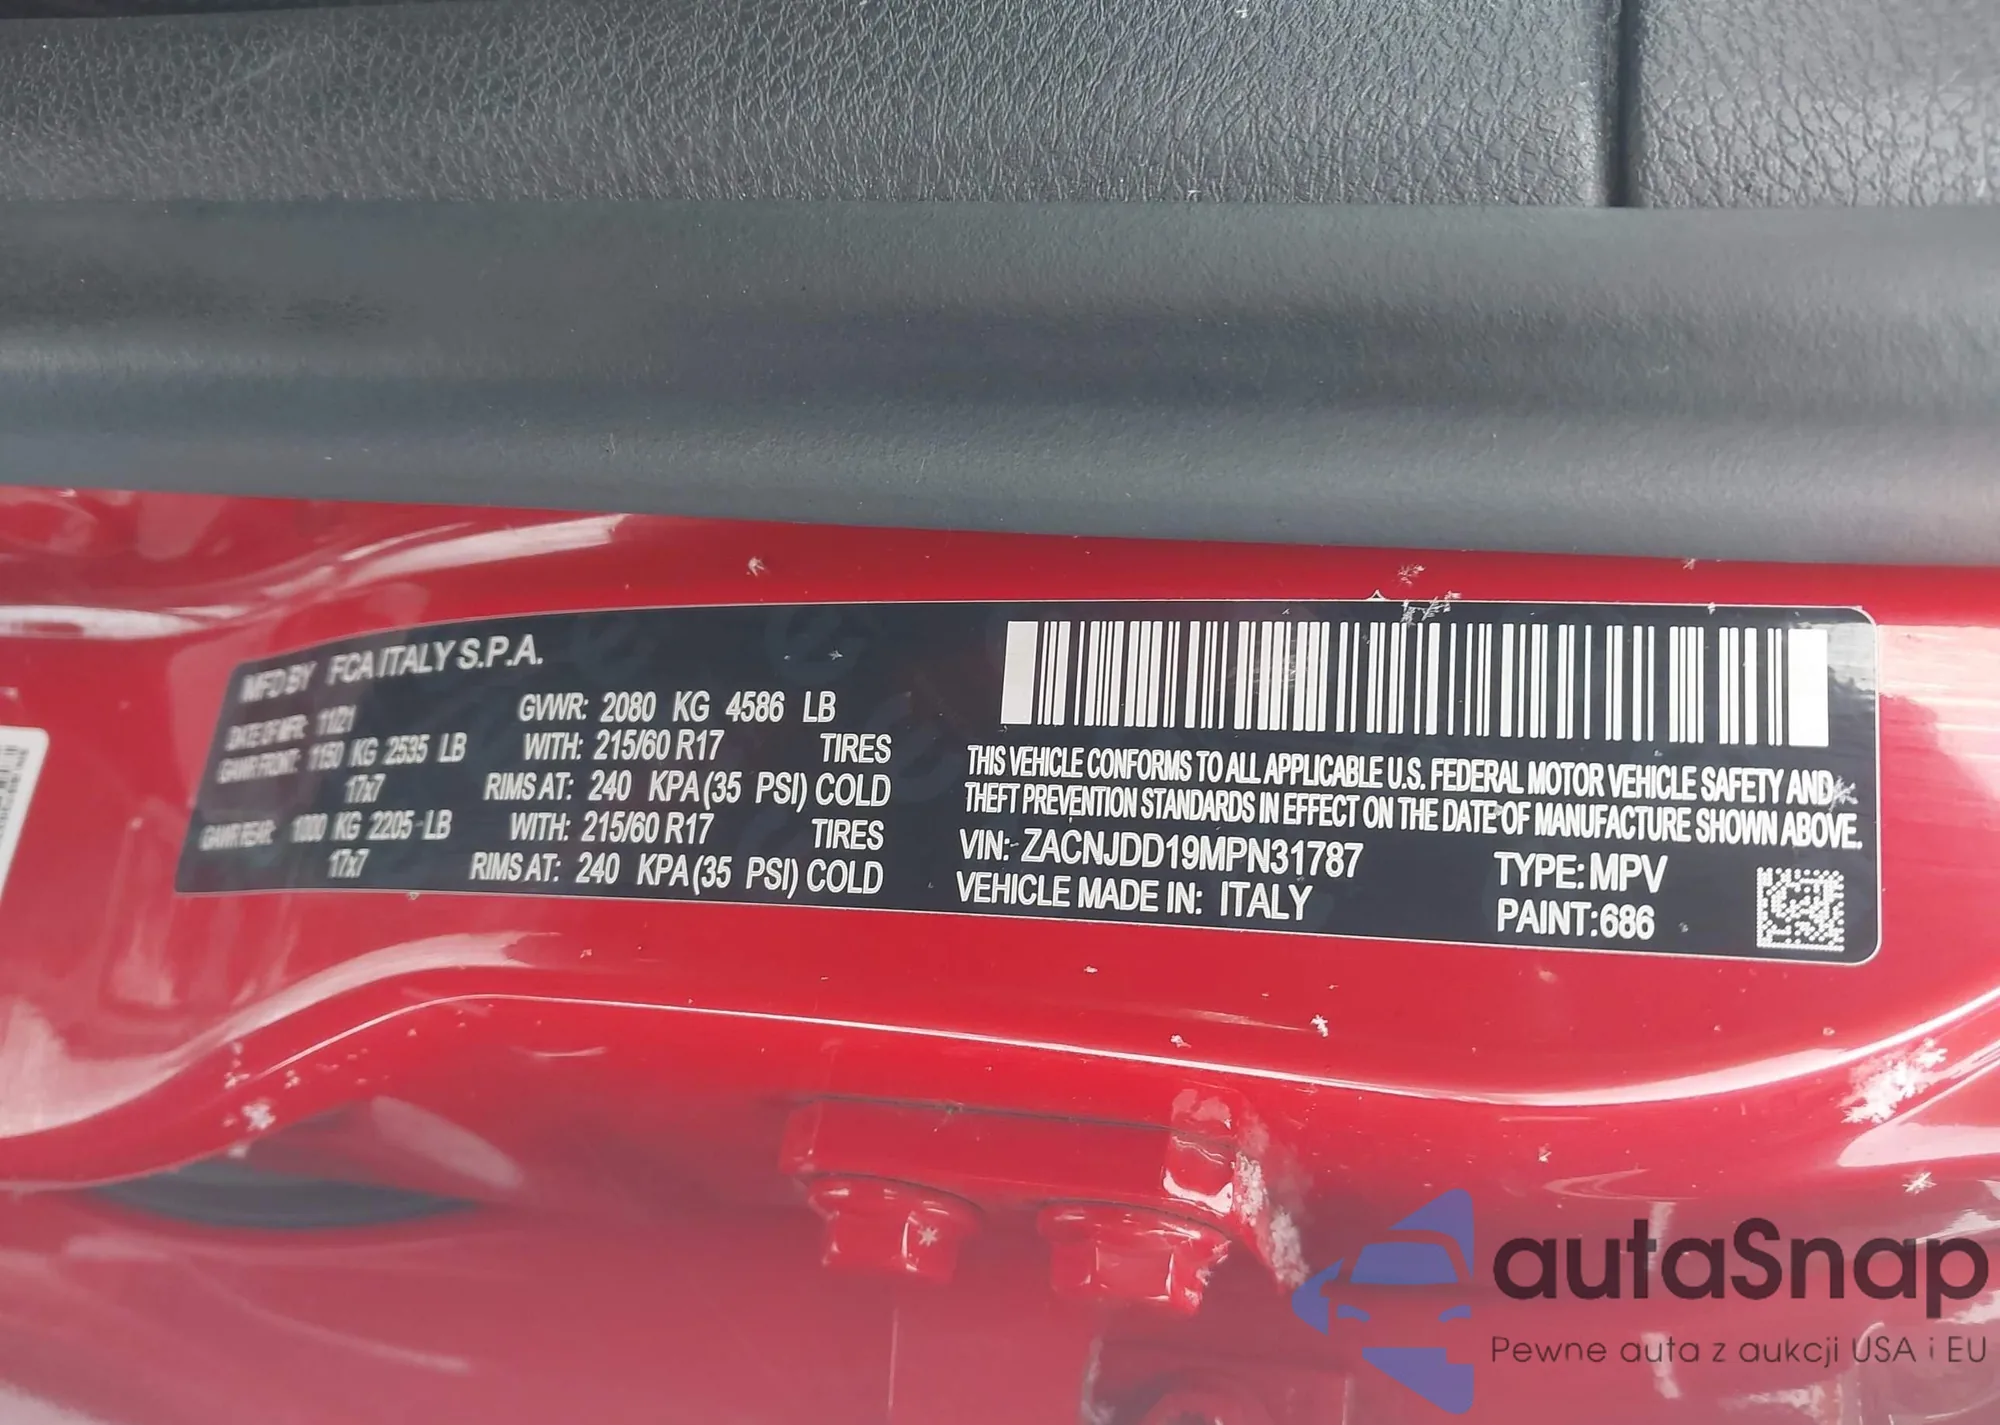 MFD BY FCA ITALY S.P.A.
DATE OF MFR: 11/21 GVWR: 2080 KG 4586 LB
GAWR FRONT: 1150 KG 2535 LB WITH: 215/60 R17 TIRES
17x7 RIMS AT: 240 KPA (35 PSI) COLD
GAWR REAR: 1000 KG 2205 LB WITH: 215/60 R17 TIRES
17x7 RIMS AT: 240 KPA (35 PSI) COLD
THIS VEHICLE CONFORMS TO ALL APPLICABLE U.S. FEDERAL MOTOR VEHICLE SAFETY AND
THEFT PREVENTION STANDARDS IN EFFECT ON THE DATE OF MANUFACTURE SHOWN ABOVE.
VIN: ZACNJDD19MPN31787 TYPE: MPV
VEHICLE MADE IN: ITALY PAINT: 686
autaSnap
Pewne auta z aukcji USA i EU